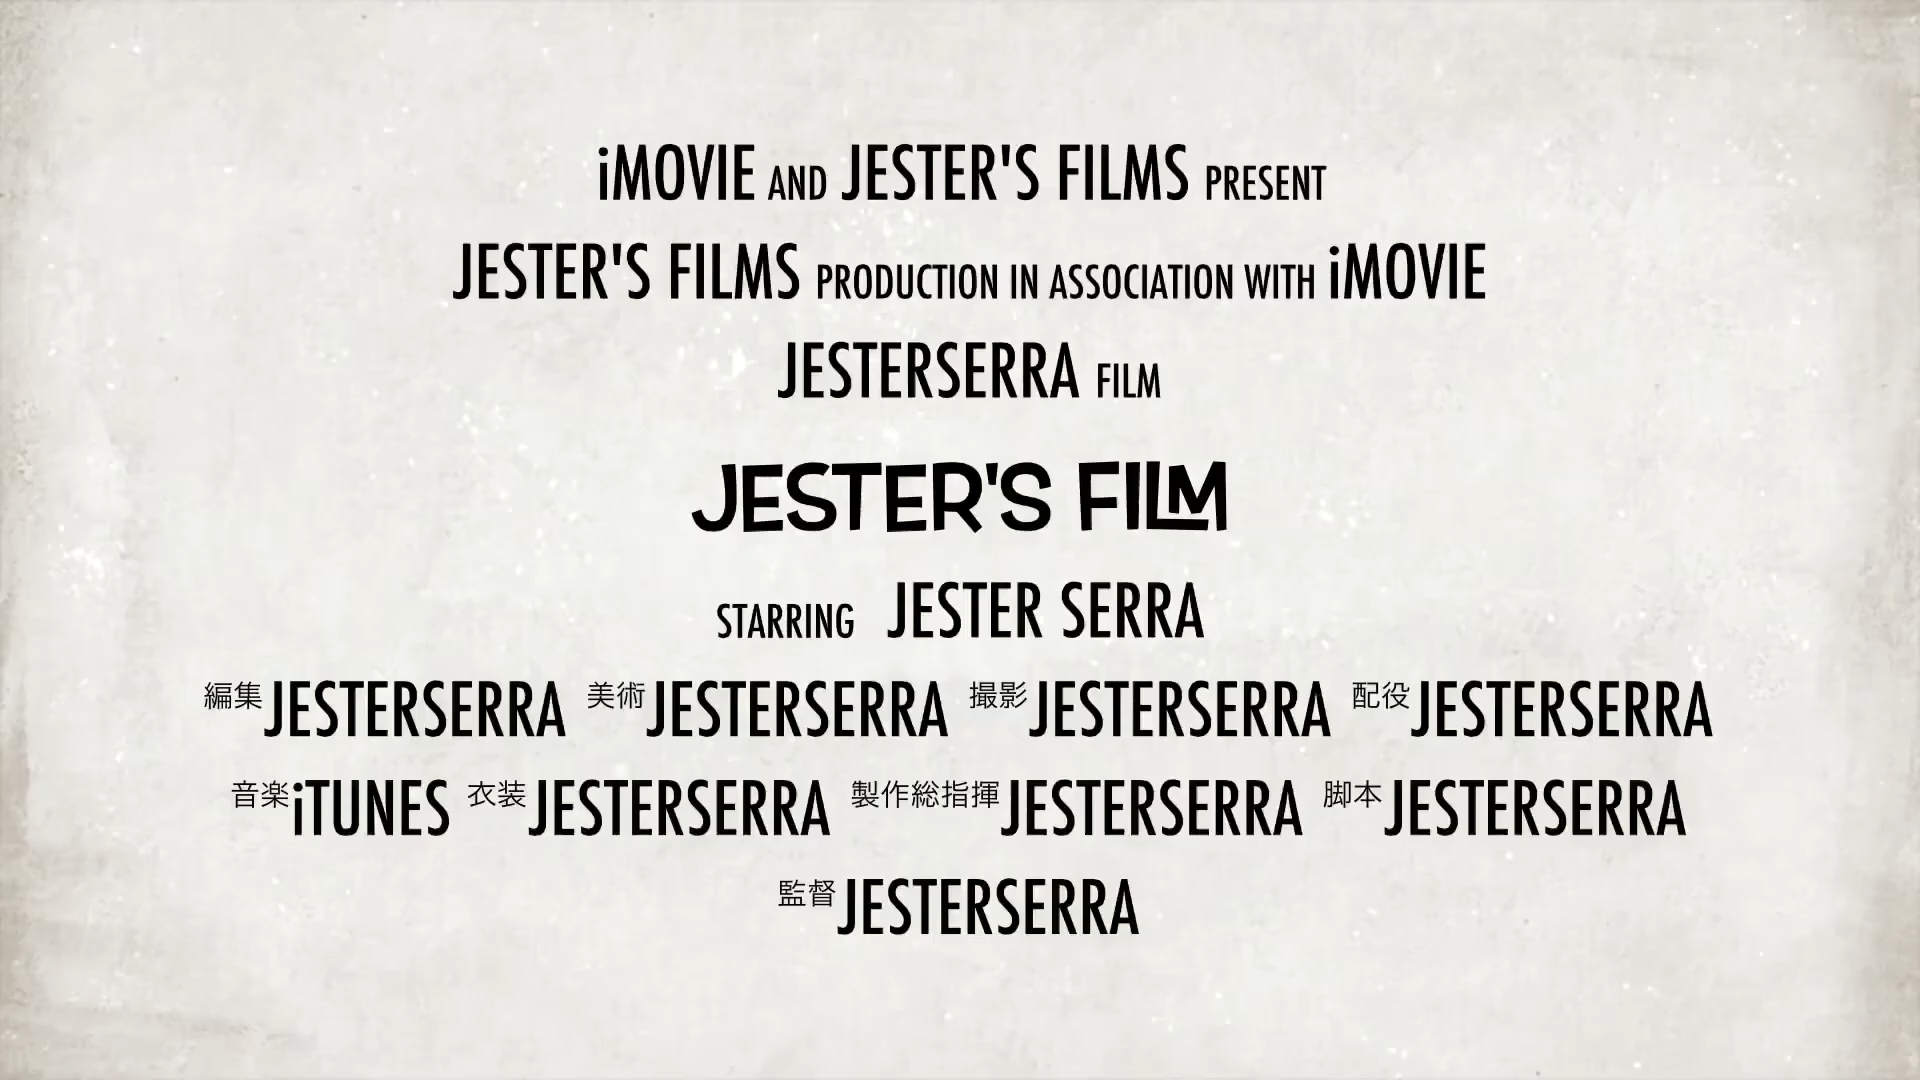 iMOVIE AND JESTER'S FILMS PRESENT
JESTER'S FILMS PRODUCTION IN ASSOCIATION WITH iMOVIE
JESTERSERRA FILM
JESTER'S FILM
STARRING JESTER SERRA
編集JESTERSERRA 美術JESTERSERRA 撮影JESTERSERRA 配役JESTERSERRA
音楽iTUNES 衣装JESTERSERRA 製作総指揮JESTERSERRA 脚本JESTERSERRA
監督JESTERSERRA